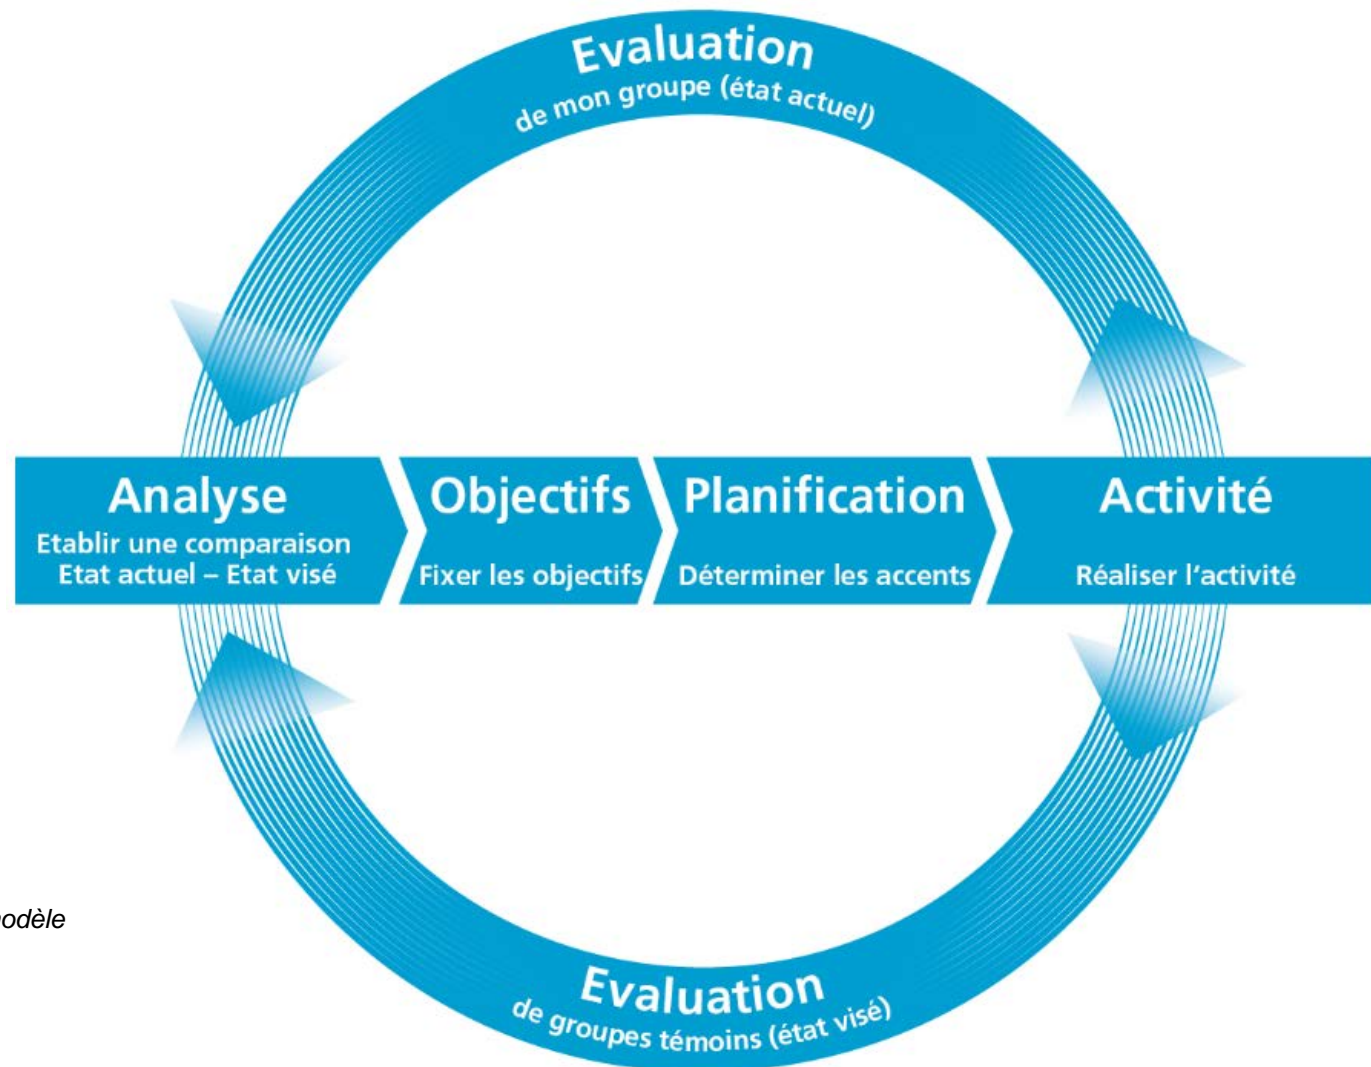 Evaluation
de mon groupe (état actuel)
Analyse
Etablir une comparaison
Etat actuel – Etat visé
Objectifs
Fixer les objectifs
Planification
Déterminer les accents
Activité
Réaliser l‘activité
Evaluation
de groupes témoins (état visé)